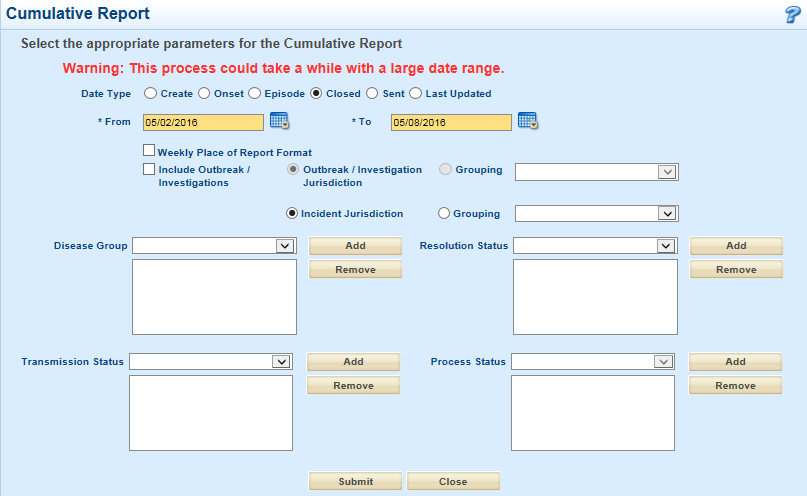 Cumulative Report
?
Select the appropriate parameters for the Cumulative Report
Warning: This process could take a while with a large date range.
Date Type Create Onset Episode Closed Sent Last Updated
* From 05/02/2016 * To 05/08/2016
Weekly Place of Report Format
Include Outbreak / Outbreak / Investigation Grouping
Investigations Jurisdiction
Incident Jurisdiction Grouping
Disease Group Add Resolution Status Add
Remove Remove
Transmission Status Add Process Status Add
Remove Remove
Submit Close